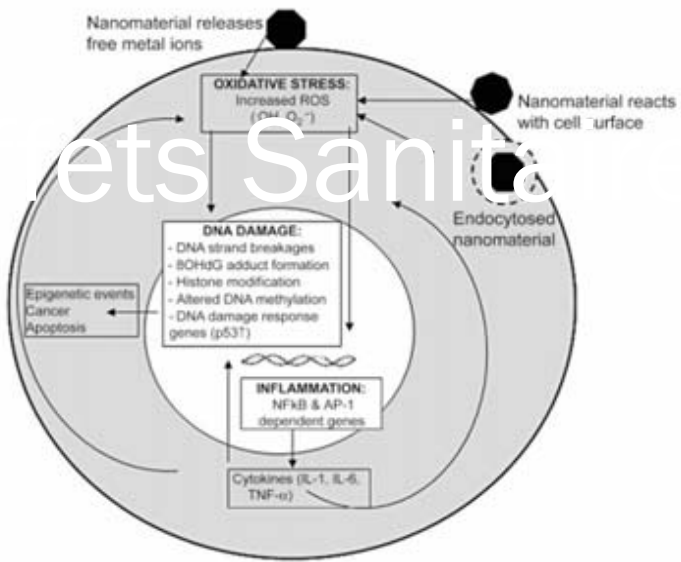 Nanomaterial releases
free metal ions
OXIDATIVE STRESS:
Increased ROS
Nanomaterial reacts
with cell surface
ets Sanita
Endocytosed
nanomaterial
DNA DAMAGE:
- DNA strand breakages
- 8OHdG adduct formation
- Histone modification
- Altered DNA methylation
- DNA damage response
genes (p53↑)
Epigenetic events
Cancer
Apoptosis
INFLAMMATION:
NFkB & AP-1
dependent genes
Cytokines (IL-1, IL-6,
TNF-α)